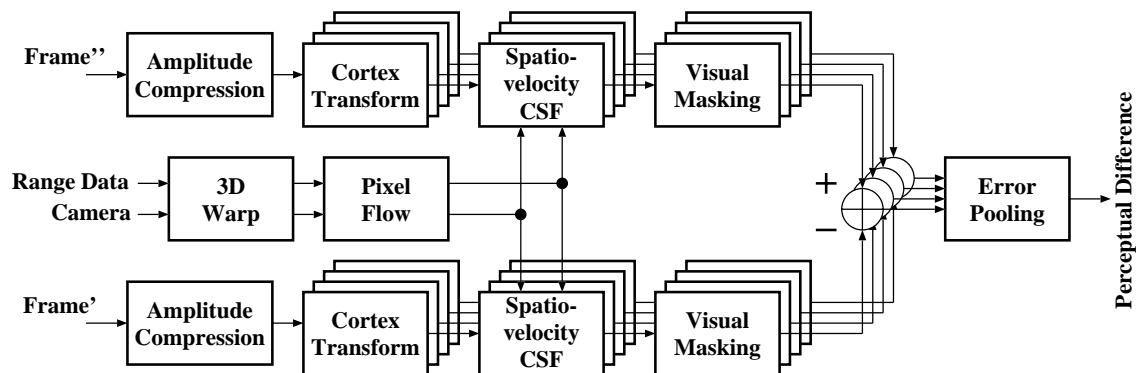 Frame’’
Amplitude
Compression
Cortex
Transform
Spatio-
velocity
CSF
Visual
Masking
Range Data
Camera
3D
Warp
Pixel
Flow
+
−
Error
Pooling
Perceptual Difference
Frame’
Amplitude
Compression
Cortex
Transform
Spatio-
velocity
CSF
Visual
Masking